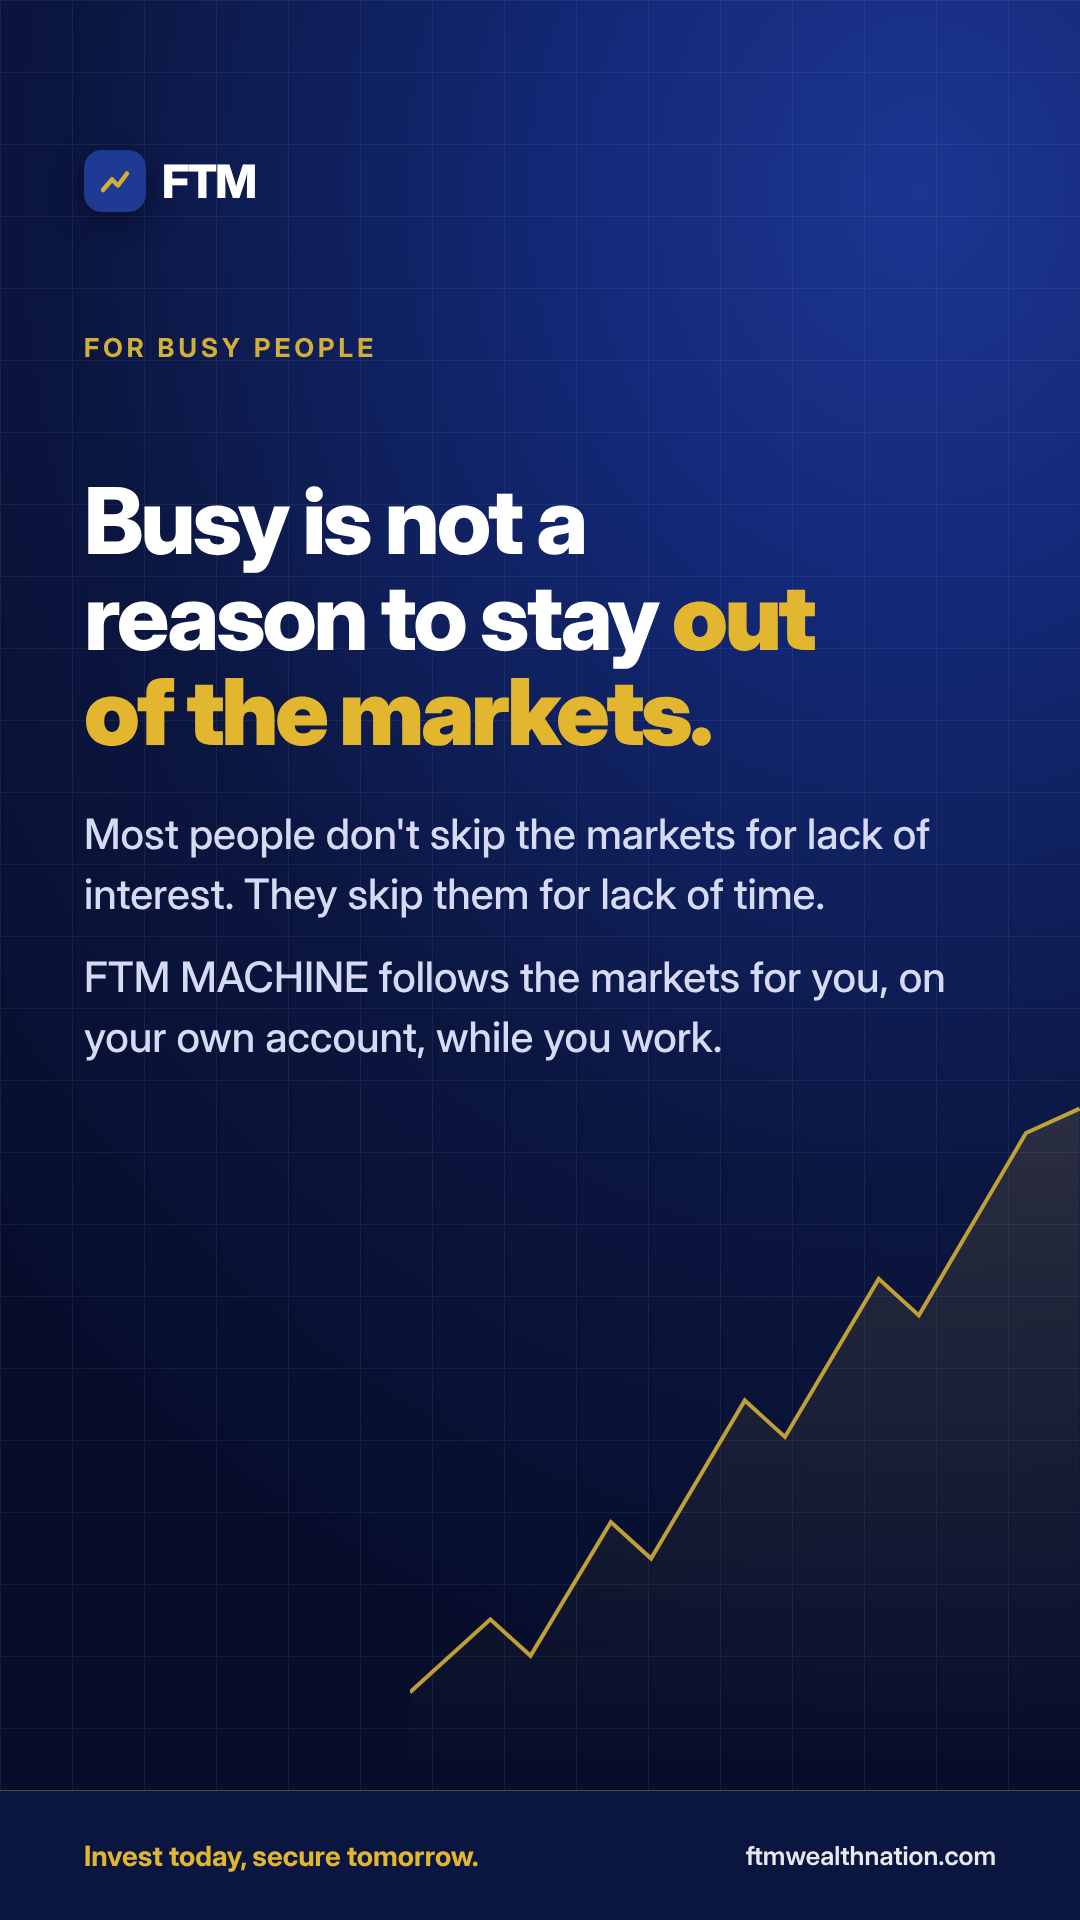 FTM
FOR BUSY PEOPLE
Busy is not a
reason to stay out
of the markets.
Most people don't skip the markets for lack of
interest. They skip them for lack of time.
FTM MACHINE follows the markets for you, on
your own account, while you work.
Invest today, secure tomorrow.
ftmwealthnation.com